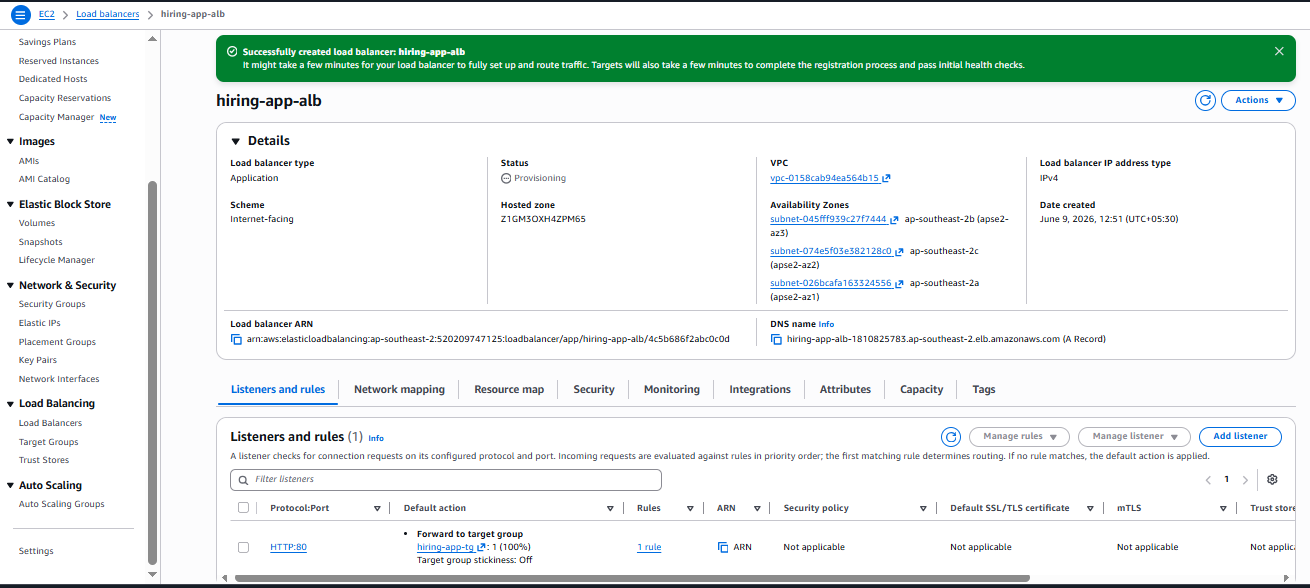 EC2 > Load balancers > hiring-app-alb
Savings Plans
Reserved Instances
Dedicated Hosts
Capacity Reservations
Capacity Manager New
Images
AMIs
AMI Catalog
Elastic Block Store
Volumes
Snapshots
Lifecycle Manager
Network & Security
Security Groups
Elastic IPs
Placement Groups
Key Pairs
Network Interfaces
Load Balancing
Load Balancers
Target Groups
Trust Stores
Auto Scaling
Auto Scaling Groups
Settings
Successfully created load balancer: hiring-app-alb
It might take a few minutes for your load balancer to fully set up and route traffic. Targets will also take a few minutes to complete the registration process and pass initial health checks.
hiring-app-alb
Actions
Details
Load balancer type
Application
Scheme
Internet-facing
Status
Provisioning
Hosted zone
Z1GM3OXH4ZPM65
VPC
vpc-0158cab94ea564b15
Availability Zones
subnet-045fff939c27f7444 ap-southeast-2b (apse2-
az3)
subnet-074e5f03e382128c0 ap-southeast-2c
(apse2-az2)
subnet-026bcafa163324556 ap-southeast-2a
(apse2-az1)
Load balancer IP address type
IPv4
Date created
June 9, 2026, 12:51 (UTC+05:30)
Load balancer ARN
arn:aws:elasticloadbalancing:ap-southeast-2:520209747125:loadbalancer/app/hiring-app-alb/4c5b686f2abc0c0d
DNS name Info
hiring-app-alb-1810825783.ap-southeast-2.elb.amazonaws.com (A Record)
Listeners and rules Network mapping Resource map Security Monitoring Integrations Attributes Capacity Tags
Listeners and rules (1) Info
Manage rules Manage listener Add listener
A listener checks for connection requests on its configured protocol and port. Incoming requests are evaluated against rules in priority order; the first matching rule determines routing. If no rule matches, the default action is applied.
Filter listeners
1
Protocol:Port Default action Rules ARN Security policy Default SSL/TLS certificate mTLS Trust store
HTTP:80
• Forward to target group
hiring-app-tg : 1 (100%)
Target group stickiness: Off
1 rule ARN Not applicable Not applicable Not applicable Not applic